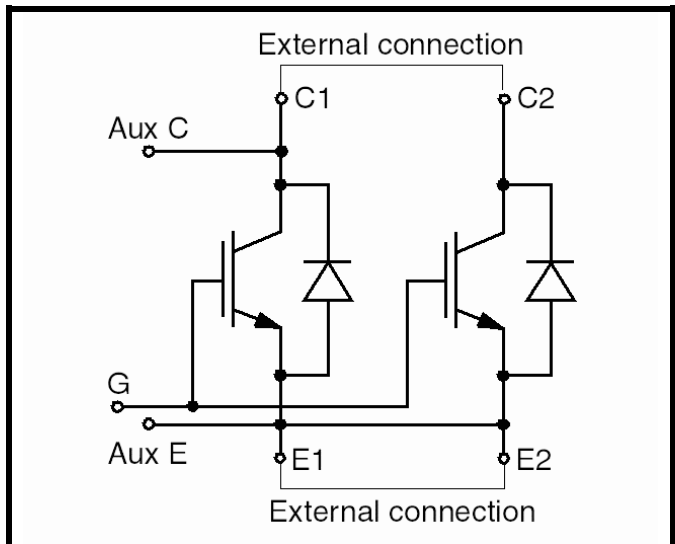 External connection
C1
C2
Aux C
G
Aux E
E1
E2
External connection